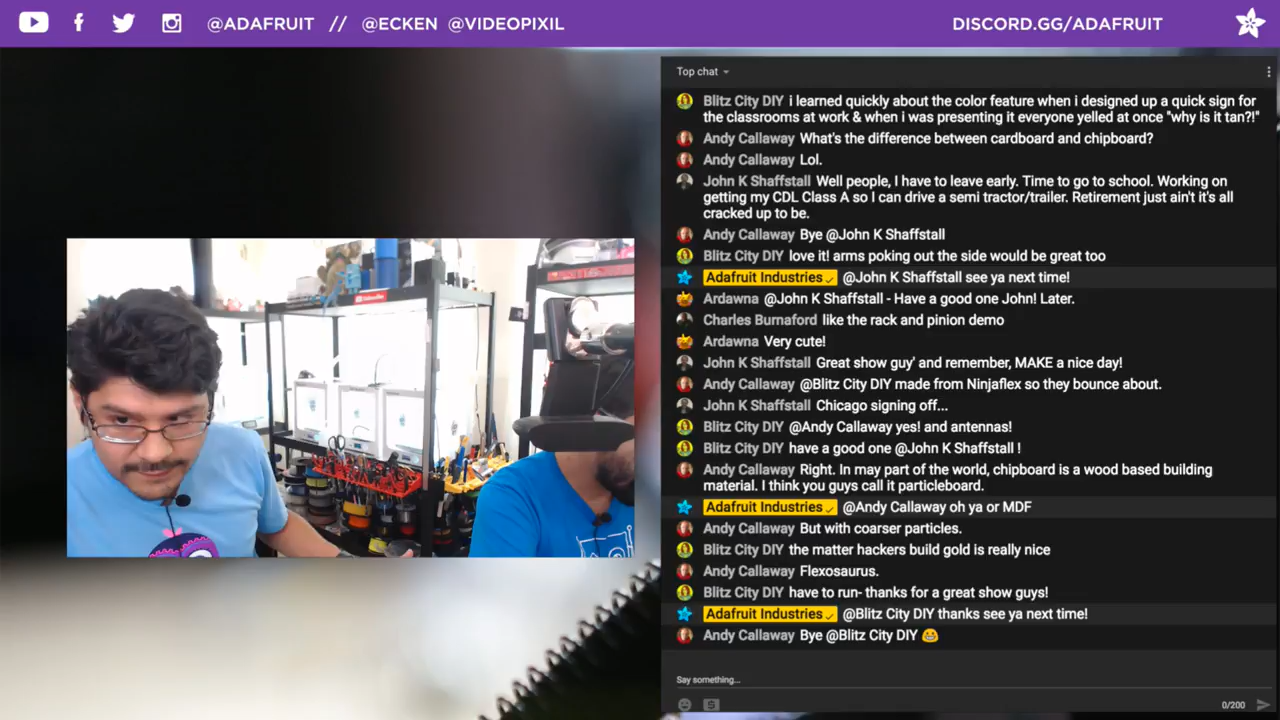 @ADAFRUIT // @ECKEN @VIDEOPIXIL
DISCORD.GG/ADAFRUIT
Top chat
Blitz City DIY i learned quickly about the color feature when i designed up a quick sign for
the classrooms at work & when i was presenting it everyone yelled at once "why is it tan?!"
Andy Callaway What's the difference between cardboard and chipboard?
Andy Callaway Lol.
John K Shaffstall Well people, I have to leave early. Time to go to school. Working on
getting my CDL Class A so I can drive a semi tractor/trailer. Retirement just ain't it's all
cracked up to be.
Andy Callaway Bye @John K Shaffstall
Blitz City DIY love it! arms poking out the side would be great too
Adafruit Industries @John K Shaffstall see ya next time!
Ardawna @John K Shaffstall - Have a good one John! Later.
Charles Burnaford like the rack and pinion demo
Ardawna Very cute!
John K Shaffstall Great show guy' and remember, MAKE a nice day!
Andy Callaway @Blitz City DIY made from Ninjaflex so they bounce about.
John K Shaffstall Chicago signing off...
Blitz City DIY @Andy Callaway yes! and antennas!
Blitz City DIY have a good one @John K Shaffstall !
Andy Callaway Right. In may part of the world, chipboard is a wood based building
material. I think you guys call it particleboard.
Adafruit Industries @Andy Callaway oh ya or MDF
Andy Callaway But with coarser particles.
Blitz City DIY the matter hackers build gold is really nice
Andy Callaway Flexosaurus.
Blitz City DIY have to run- thanks for a great show guys!
Adafruit Industries @Blitz City DIY thanks see ya next time!
Andy Callaway Bye @Blitz City DIY 😁
Say something...
0/200